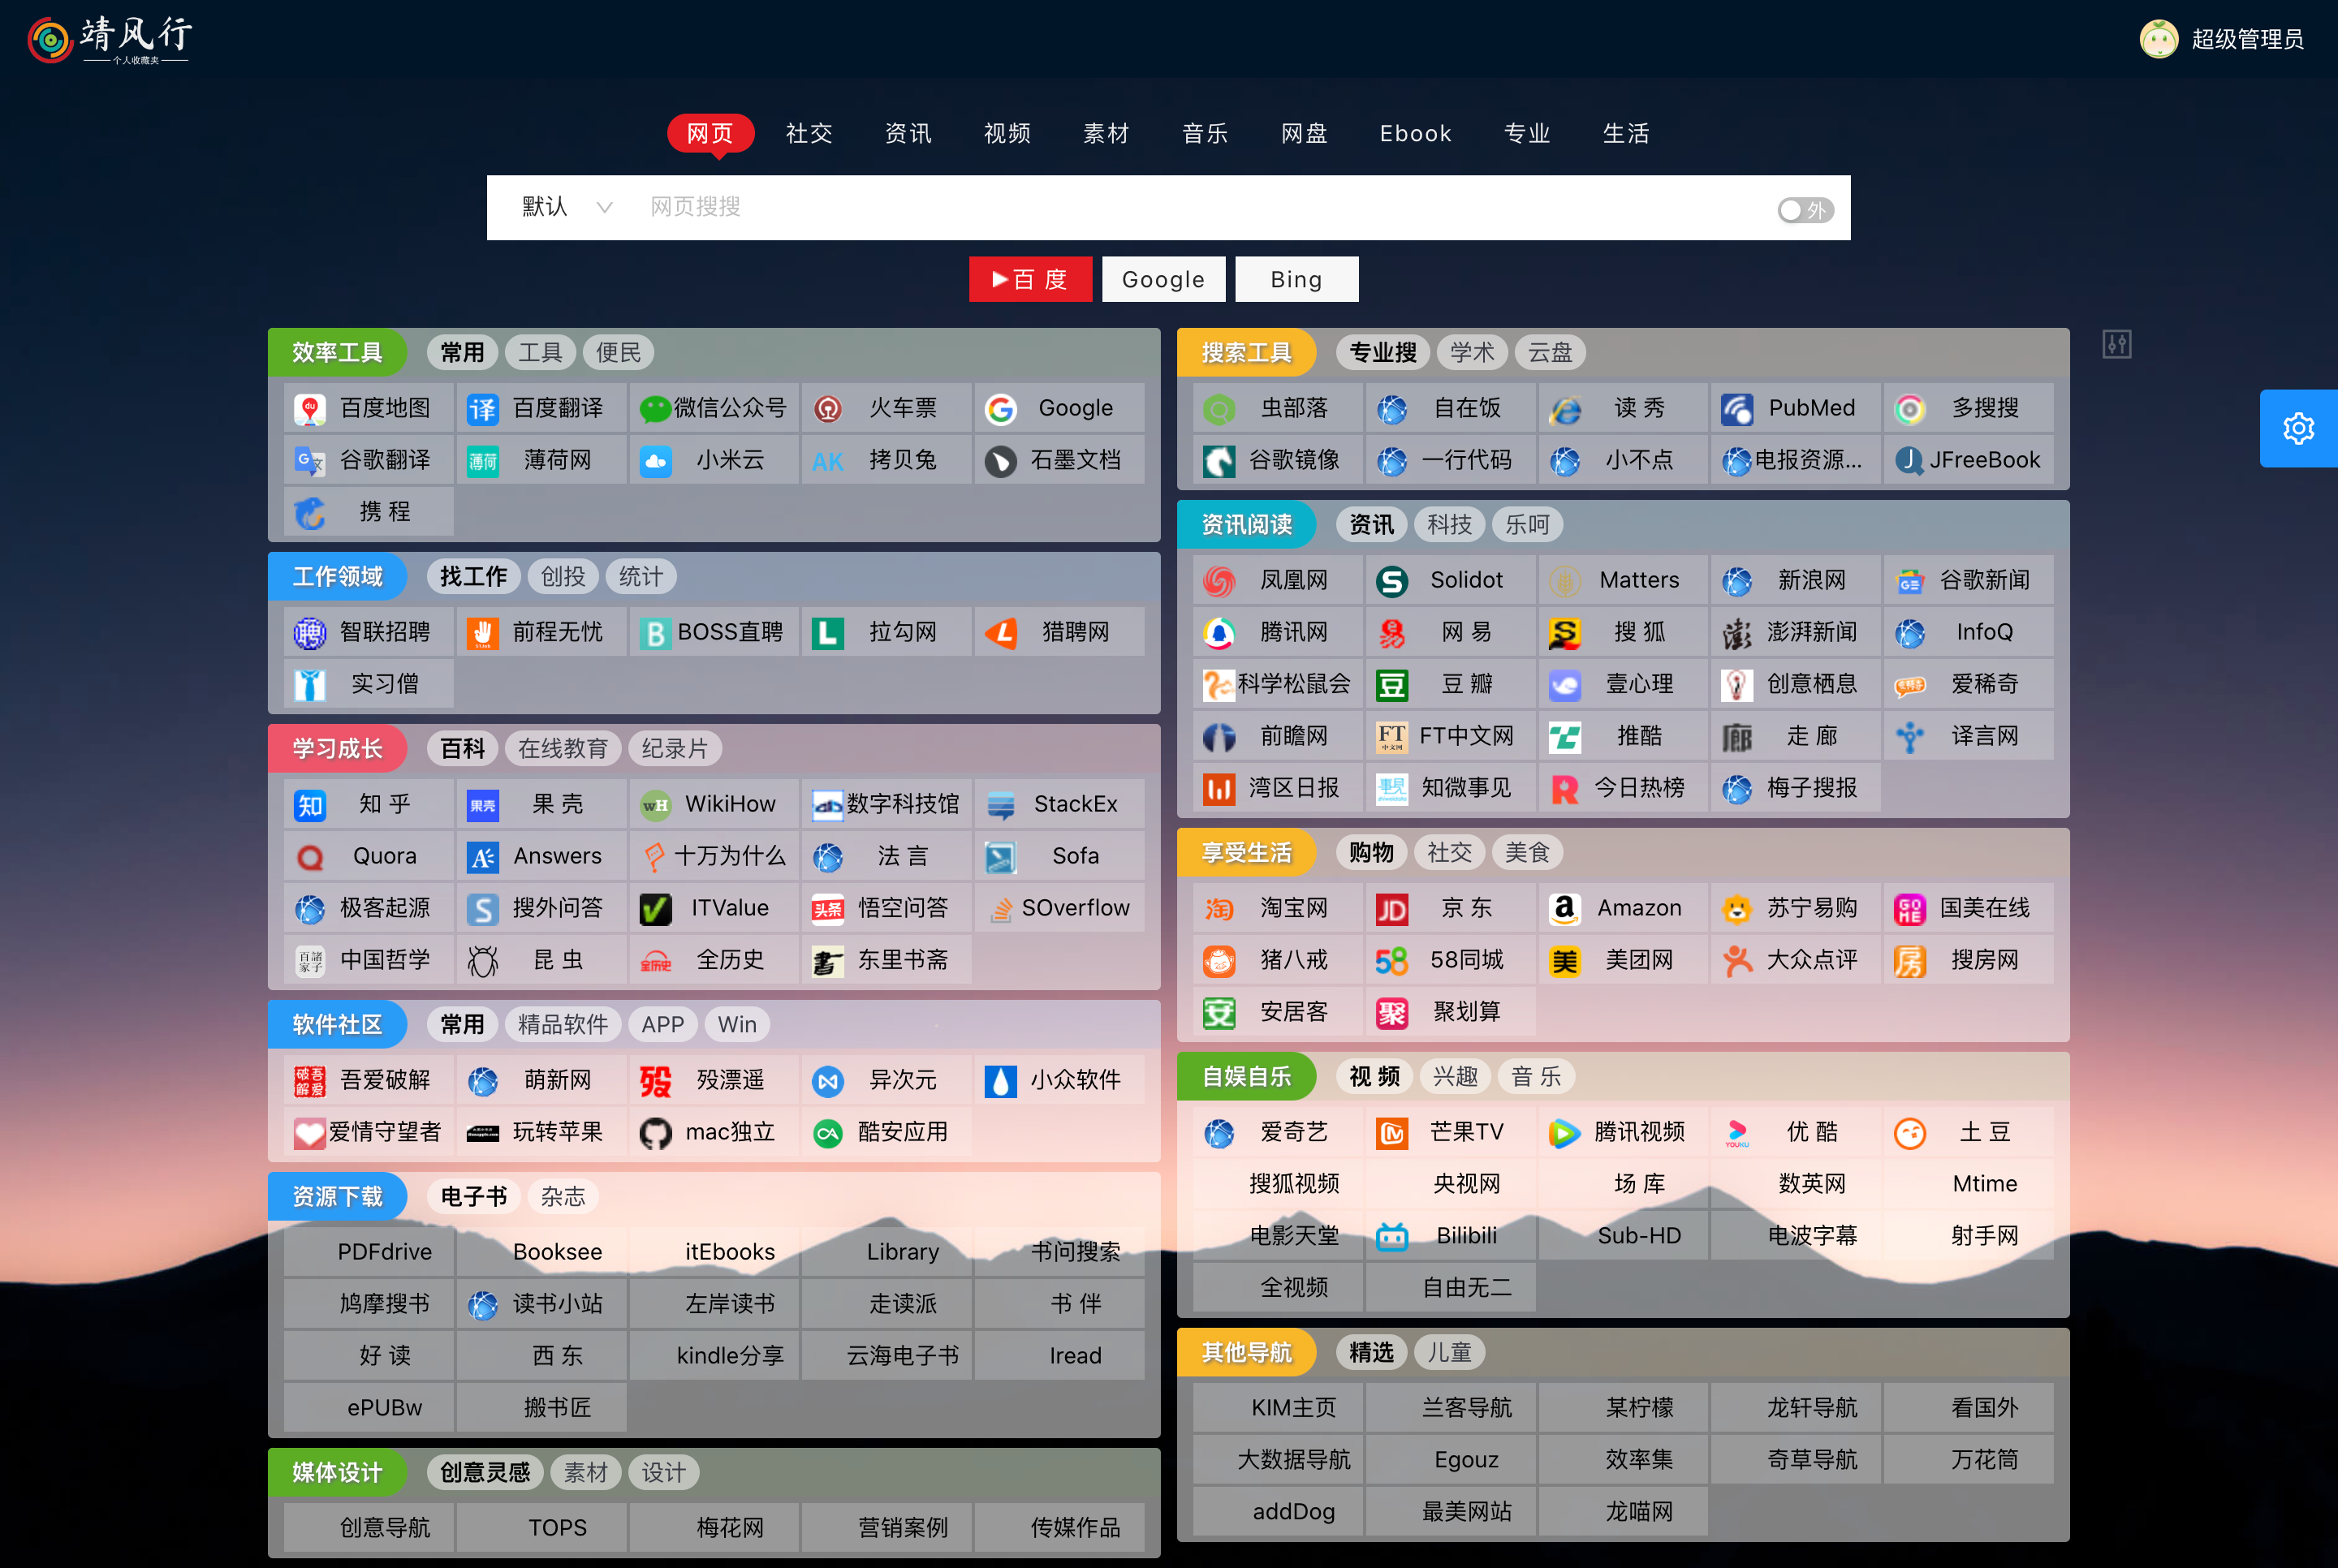 靖风行
个人收藏夹
超级管理员
网页 社交 资讯 视频 素材 音乐 网盘 Ebook 专业 生活
默认 网页搜搜 外
▶百 度 Google Bing
效率工具 常用 工具 便民
百度地图 百度翻译 微信公众号 火车票 Google
谷歌翻译 薄荷网 小米云 拷贝兔 石墨文档
携 程
工作领域 找工作 创投 统计
智联招聘 前程无忧 BOSS直聘 拉勾网 猎聘网
实习僧
学习成长 百科 在线教育 纪录片
知 乎 果 壳 WikiHow 数字科技馆 StackEx
Quora Answers 十万为什么 法 言 Sofa
极客起源 搜外问答 ITValue 悟空问答 SOverflow
中国哲学 昆 虫 全历史 东里书斋
软件社区 常用 精品软件 APP Win
吾爱破解 萌新网 殁漂遥 异次元 小众软件
爱情守望者 玩转苹果 mac独立 酷安应用
资源下载 电子书 杂志
PDFdrive Booksee itEbooks Library 书问搜索
鸠摩搜书 读书小站 左岸读书 走读派 书 伴
好 读 西 东 kindle分享 云海电子书 Iread
ePUBw 搬书匠
媒体设计 创意灵感 素材 设计
创意导航 TOPS 梅花网 营销案例 传媒作品
搜索工具 专业搜 学术 云盘
虫部落 自在饭 读 秀 PubMed 多搜搜
谷歌镜像 一行代码 小不点 电报资源... JFreeBook
资讯阅读 资讯 科技 乐呵
凤凰网 Solidot Matters 新浪网 谷歌新闻
腾讯网 网 易 搜 狐 澎湃新闻 InfoQ
科学松鼠会 豆 瓣 壹心理 创意栖息 爱稀奇
前瞻网 FT中文网 推酷 走 廊 译言网
湾区日报 知微事见 今日热榜 梅子搜报
享受生活 购物 社交 美食
淘宝网 京 东 Amazon 苏宁易购 国美在线
猪八戒 58同城 美团网 大众点评 搜房网
安居客 聚划算
自娱自乐 视 频 兴趣 音 乐
爱奇艺 芒果TV 腾讯视频 优 酷 土 豆
搜狐视频 央视网 场 库 数英网 Mtime
电影天堂 Bilibili Sub-HD 电波字幕 射手网
全视频 自由无二
其他导航 精选 儿童
KIM主页 兰客导航 某柠檬 龙轩导航 看国外
大数据导航 Egouz 效率集 奇草导航 万花筒
addDog 最美网站 龙喵网